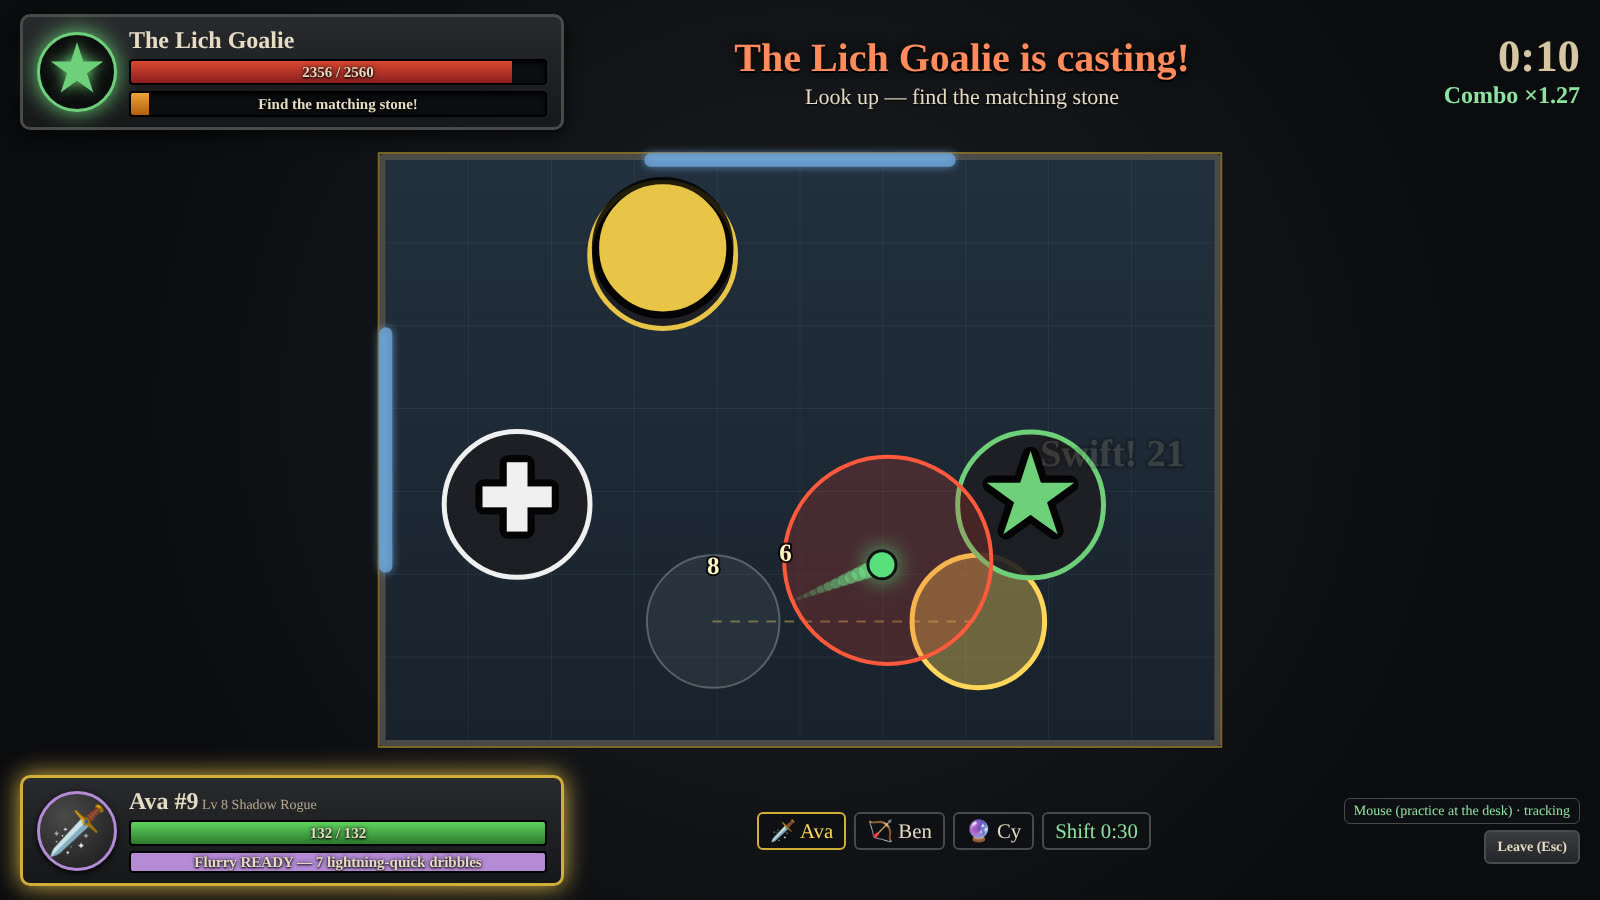 The Lich Goalie
2356 / 2560
Find the matching stone!
The Lich Goalie is casting!
Look up — find the matching stone
0:10
Combo ×1.27
Swift! 21
6
8
Ava #9 Lv 8 Shadow Rogue
132 / 132
Flurry READY — 7 lightning-quick dribbles
Ava
Ben
Cy
Shift 0:30
Mouse (practice at the desk) · tracking
Leave (Esc)